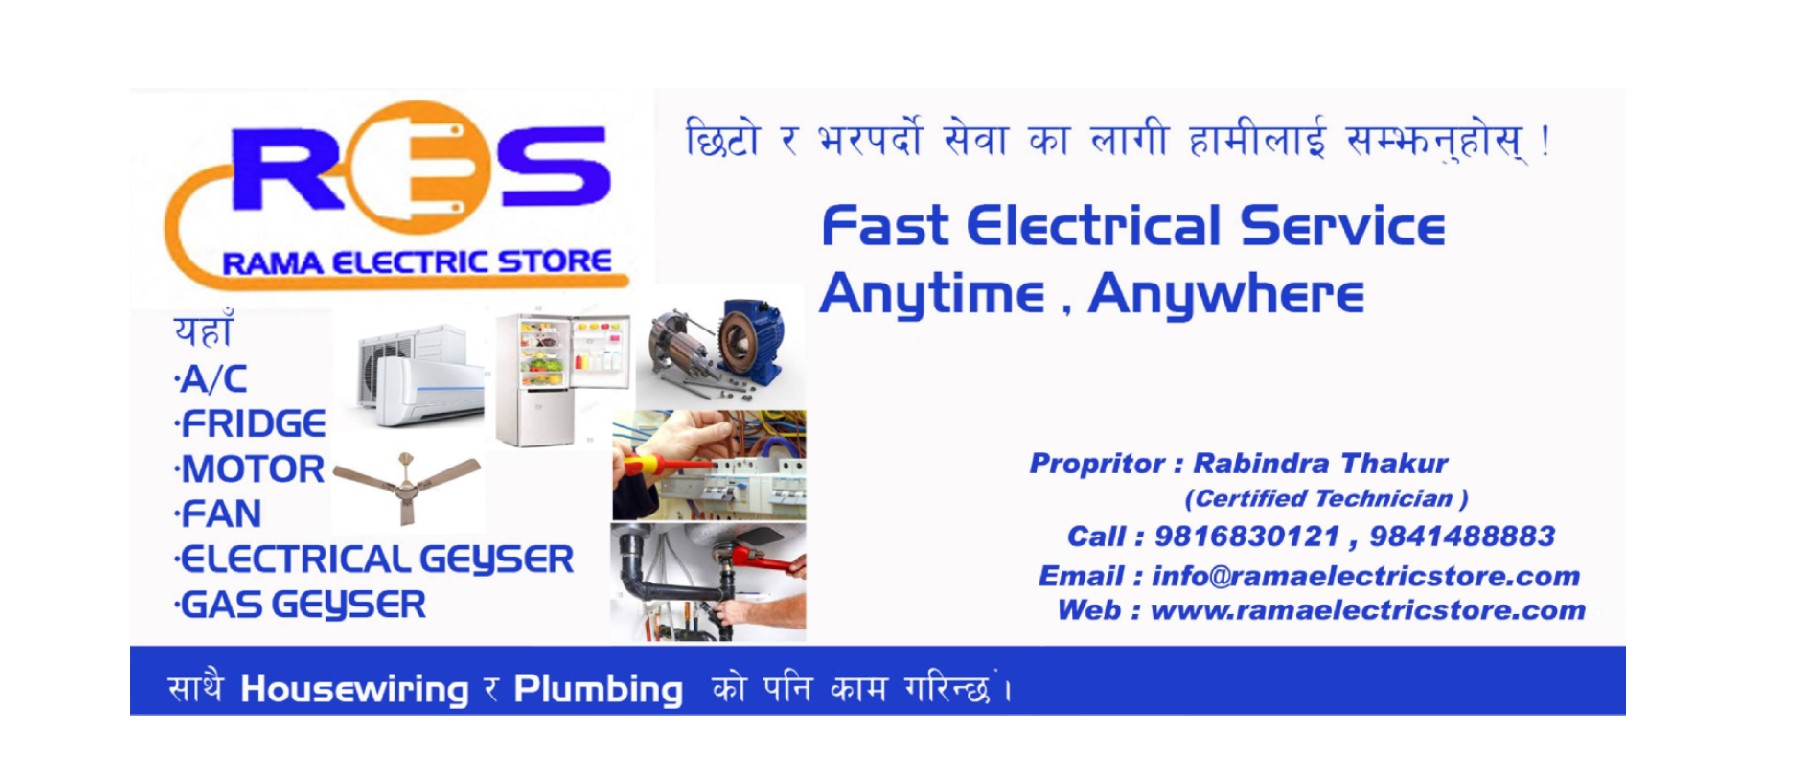 RES
RAMA ELECTRIC STORE
छिटो र भरपर्दो सेवा का लागी हामीलाई सम्झनुहोस् !
Fast Electrical Service
Anytime , Anywhere
यहाँ
·A/C
·FRIDGE
·MOTOR
·FAN
·ELECTRICAL GEYSER
·GAS GEYSER
Propritor : Rabindra Thakur
(Certified Technician )
Call : 9816830121 , 9841488883
Email : info@ramaelectricstore.com
Web : www.ramaelectricstore.com
साथै Housewiring र Plumbing को पनि काम गरिन्छ ।